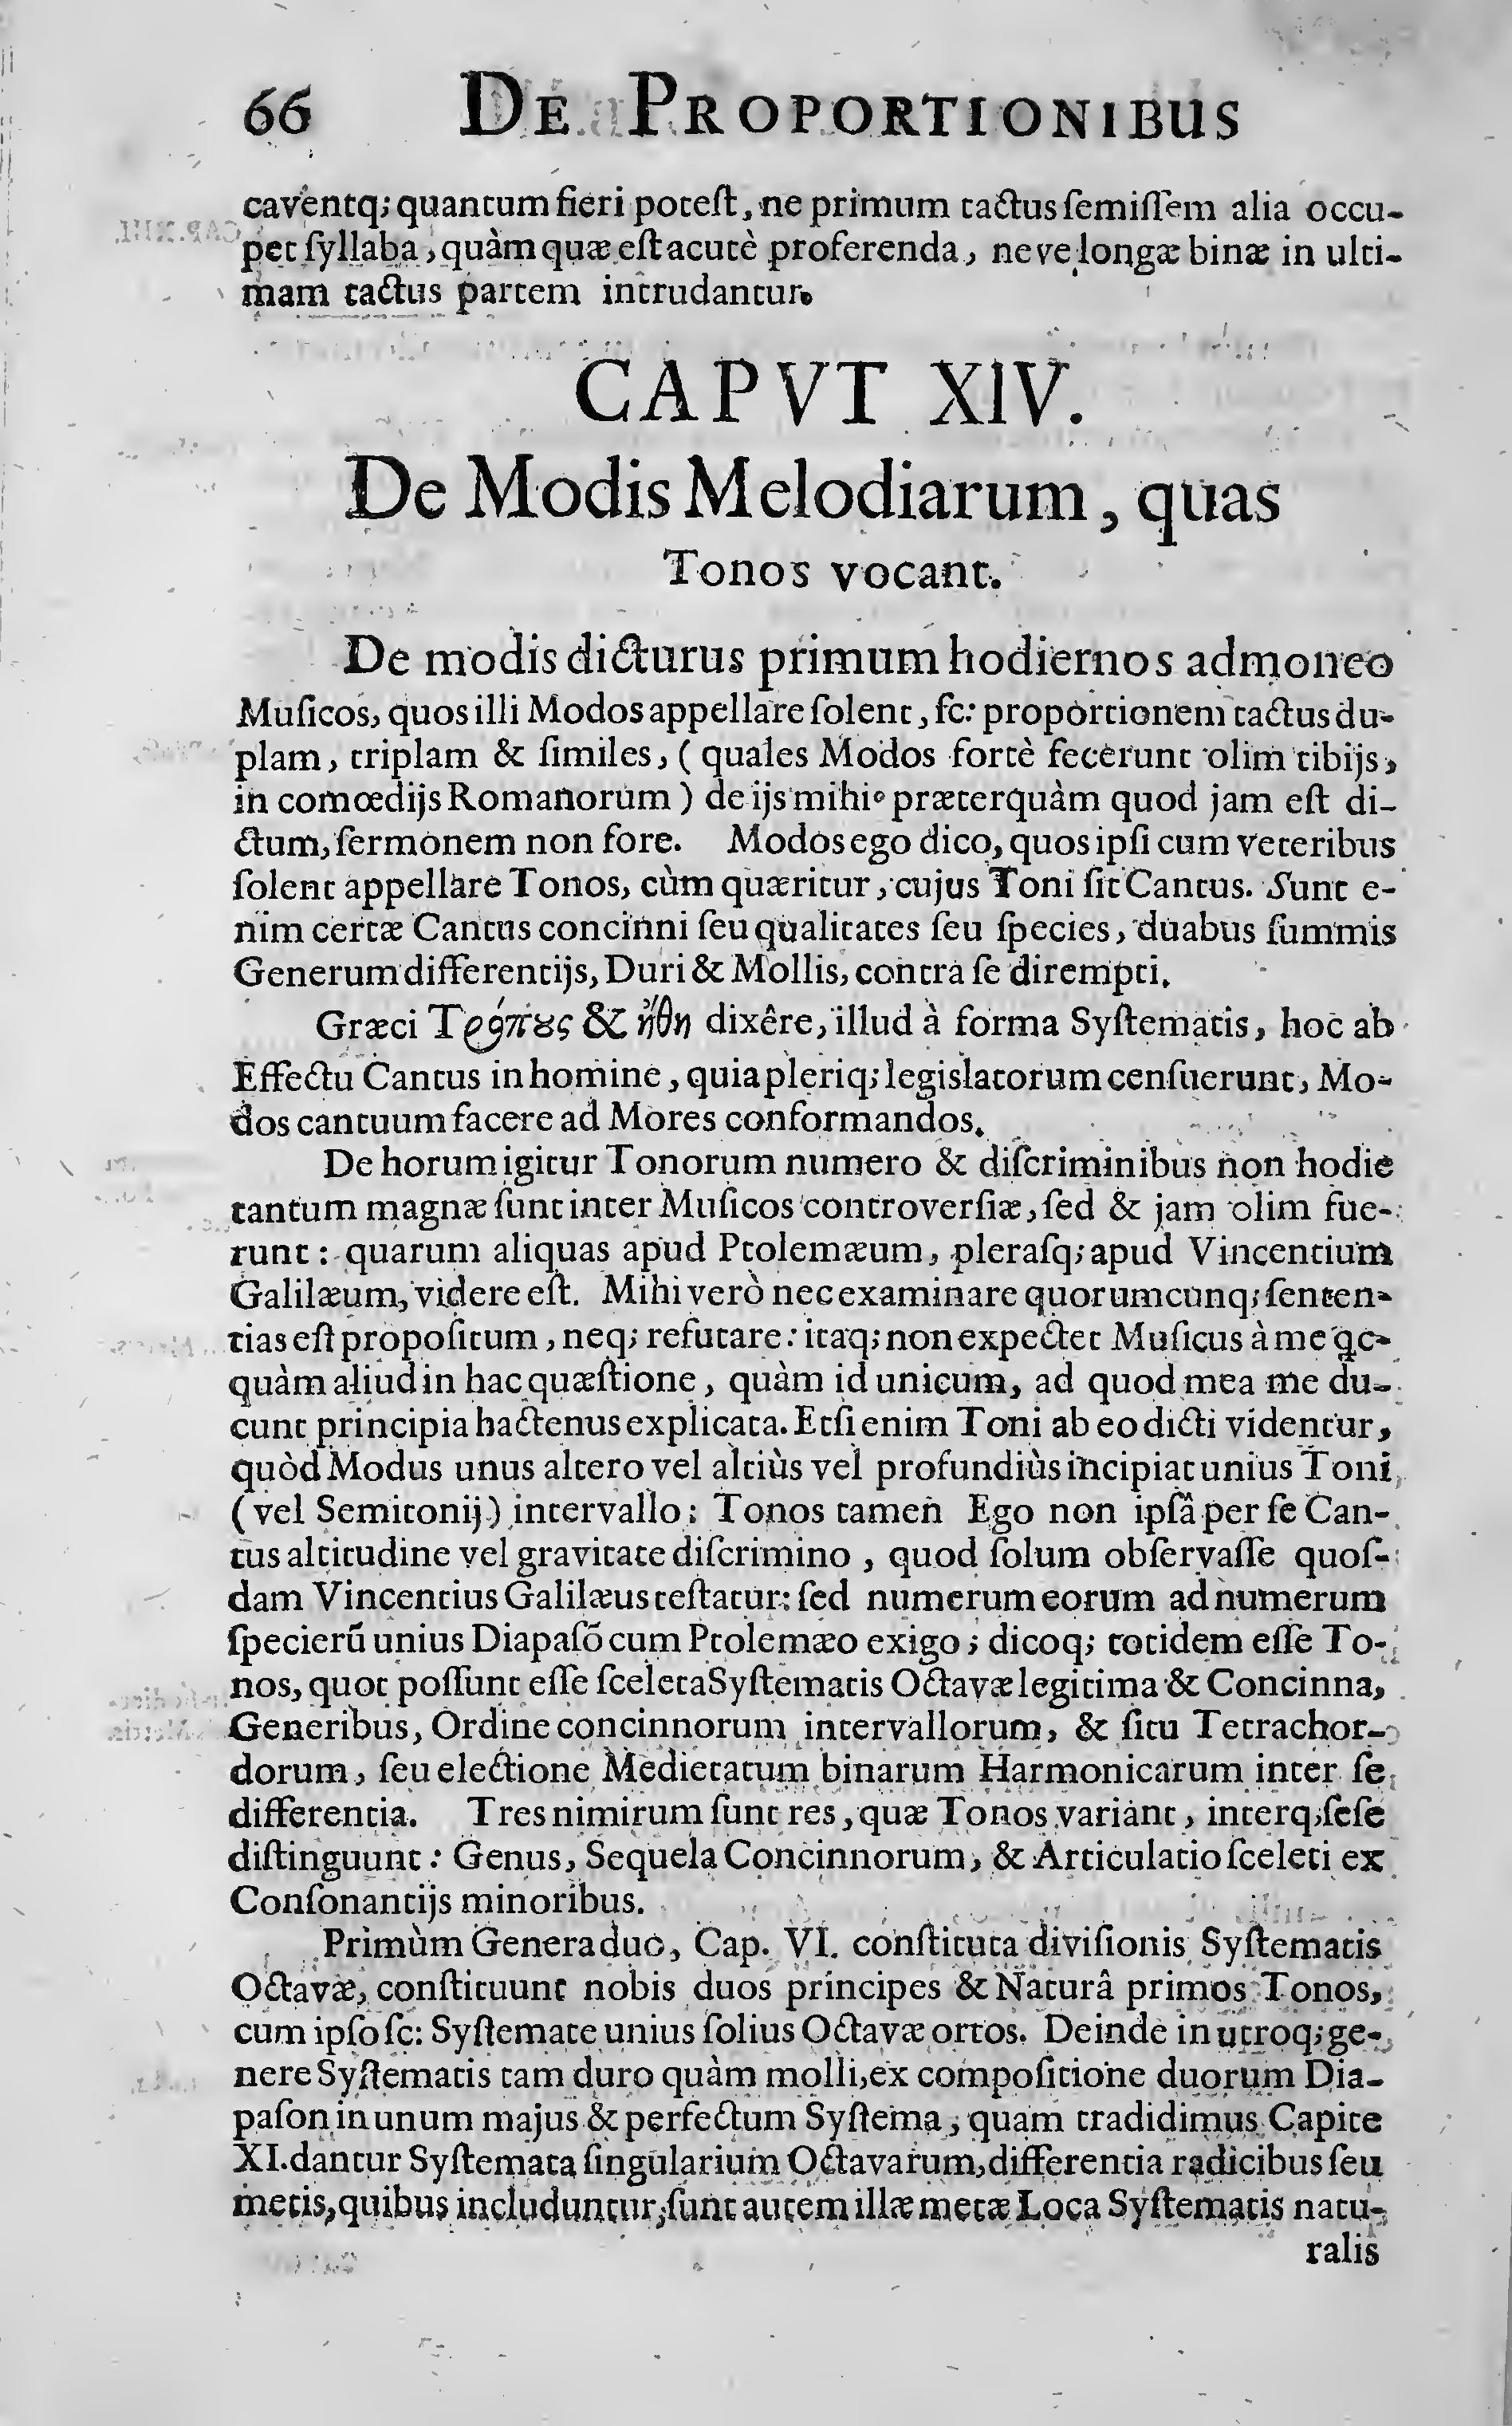 66 DE PROPORTIONIBUS
caventq; quantum fieri poteſt, ne primum tactus ſemiſſem alia occu-
pet ſyllaba, quàm quæ eſt acutè proferenda, neve longæ binæ in ulti-
mam tactus partem intrudantur.
CAPVT XIV.
De Modis Melodiarum, quas
Tonos vocant.
De modis dicturus primum hodiernos admoneo
Muſicos, quos illi Modos appellare ſolent, ſc: proportionem tactus du-
plam, triplam & ſimiles, ( quales Modos fortè fecerunt olim tibijs,
in comœdijs Romanorum ) de ijs mihi præterquàm quod jam eſt di-
ctum, ſermonem non fore. Modos ego dico, quos ipſi cum veteribus
ſolent appellare Tonos, cùm quæritur, cujus Toni ſit Cantus. Sunt e-
nim certæ Cantus concinni ſeu qualitates ſeu ſpecies, duabus ſummis
Generum differentijs, Duri & Mollis, contra ſe dirempti.
Græci Τρόπȣς & ἤθη dixêre, illud à forma Syſtematis, hoc ab
Effectu Cantus in homine, quia pleriq; legislatorum cenſuerunt, Mo-
dos cantuum facere ad Mores conformandos.
De horum igitur Tonorum numero & diſcriminibus non hodie
tantum magnæ ſunt inter Muſicos controverſiæ, ſed & jam olim fue-
runt: quarum aliquas apud Ptolemæum, pleraſq; apud Vincentium
Galilæum, videre eſt. Mihi verò nec examinare quorumcunq; ſenten-
tias eſt propoſitum, neq; refutare: itaq; non expectet Muſicus à me qc-
quàm aliud in hac quæſtione, quàm id unicum, ad quod mea me du-
cunt principia hactenus explicata. Etſi enim Toni ab eo dicti videntur,
quòd Modus unus altero vel altiùs vel profundiùs incipiat unius Toni
( vel Semitonij ) intervallo: Tonos tamen Ego non ipſâ per ſe Can-
tus altitudine vel gravitate diſcrimino, quod ſolum obſervaſſe quoſ-
dam Vincentius Galilæus teſtatur: ſed numerum eorum ad numerum
ſpecierũ unius Diapaſõ cum Ptolemæo exigo; dicoq; totidem eſſe To-
nos, quot poſſunt eſſe ſceleta Syſtematis Octavæ legitima & Concinna,
Generibus, Ordine concinnorum intervallorum, & ſitu Tetrachor-
dorum, ſeu electione Medietatum binarum Harmonicarum inter ſe
differentia. Tres nimirum ſunt res, quæ Tonos variant, interq; ſeſe
diſtinguunt: Genus, Sequela Concinnorum, & Articulatio ſceleti ex
Conſonantijs minoribus.
Primùm Genera duo, Cap. VI. conſtituta diviſionis Syſtematis
Octavæ, conſtituunt nobis duos príncipes & Naturâ primos Tonos,
cum ipſo ſc: Syſtemate unius ſolius Octavæ ortos. Deinde in utroq; ge-
nere Syſtematis tam duro quàm molli, ex compoſitione duorum Dia-
paſon in unum majus & perfectum Syſtema, quam tradidimus Capite
XI. dantur Syſtemata ſingularium Octavarum, differentia radicibus ſeu
metis, quibus includuntur; ſunt autem illæ metæ Loca Syſtematis natu-
ralis